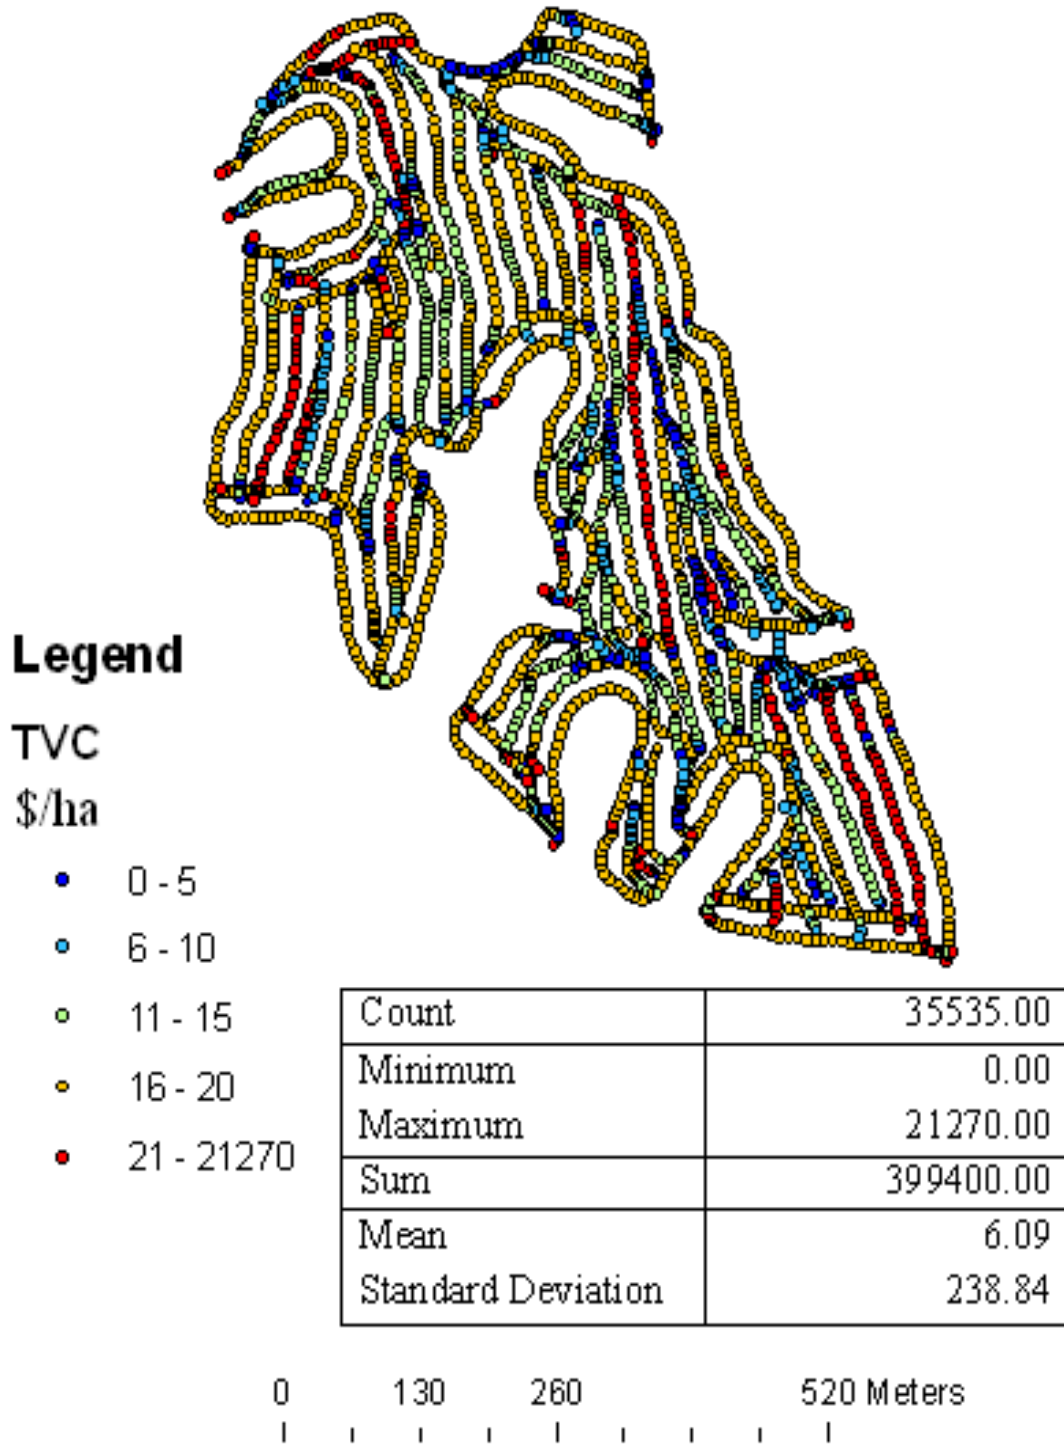 Legend
TVC
$/ha
0 - 5
6 - 10
11 - 15
16 - 20
21 - 21270
Count 35535.00
Minimum 0.00
Maximum 21270.00
Sum 399400.00
Mean 6.09
Standard Deviation 238.84
0 130 260 520 Meters